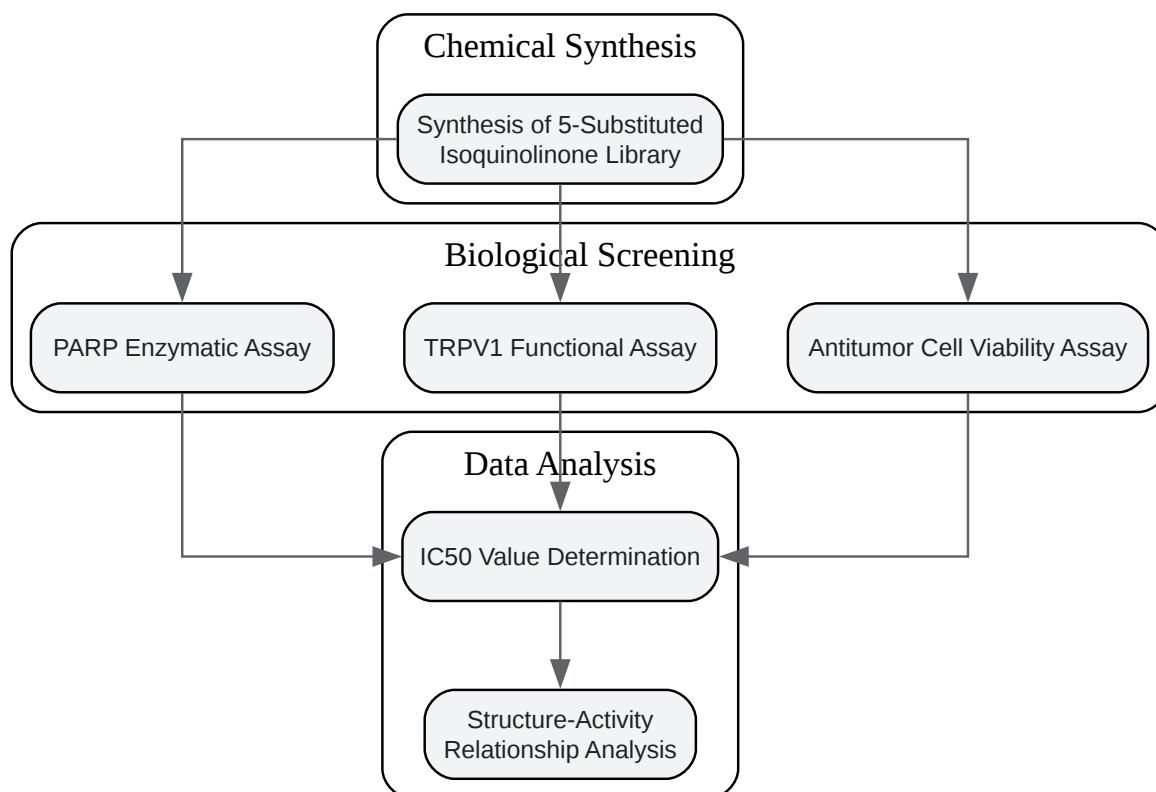 Chemical Synthesis
Synthesis of 5-Substituted
Isoquinolinone Library
Biological Screening
PARP Enzymatic Assay
TRPV1 Functional Assay
Antitumor Cell Viability Assay
Data Analysis
IC50 Value Determination
Structure-Activity
Relationship Analysis